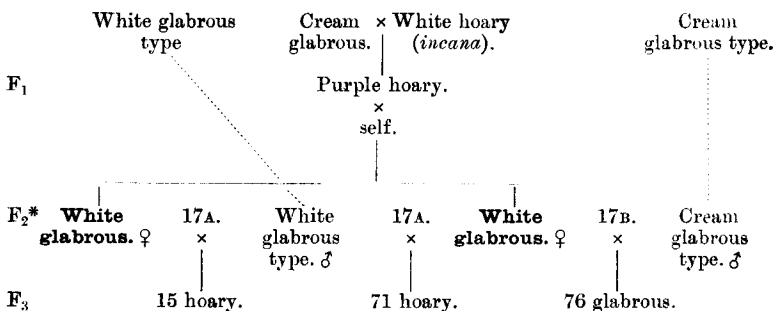 White glabrous Cream × White hoary Cream
type glabrous. (incana). glabrous type.
F₁ Purple hoary.
×
self.
F₂* White 17A. White 17A. White 17B. Cream
glabrous. ♀ × glabrous × glabrous. ♀ × glabrous
type. ♂ type. ♂
F₃ 15 hoary. 71 hoary. 76 glabrous.